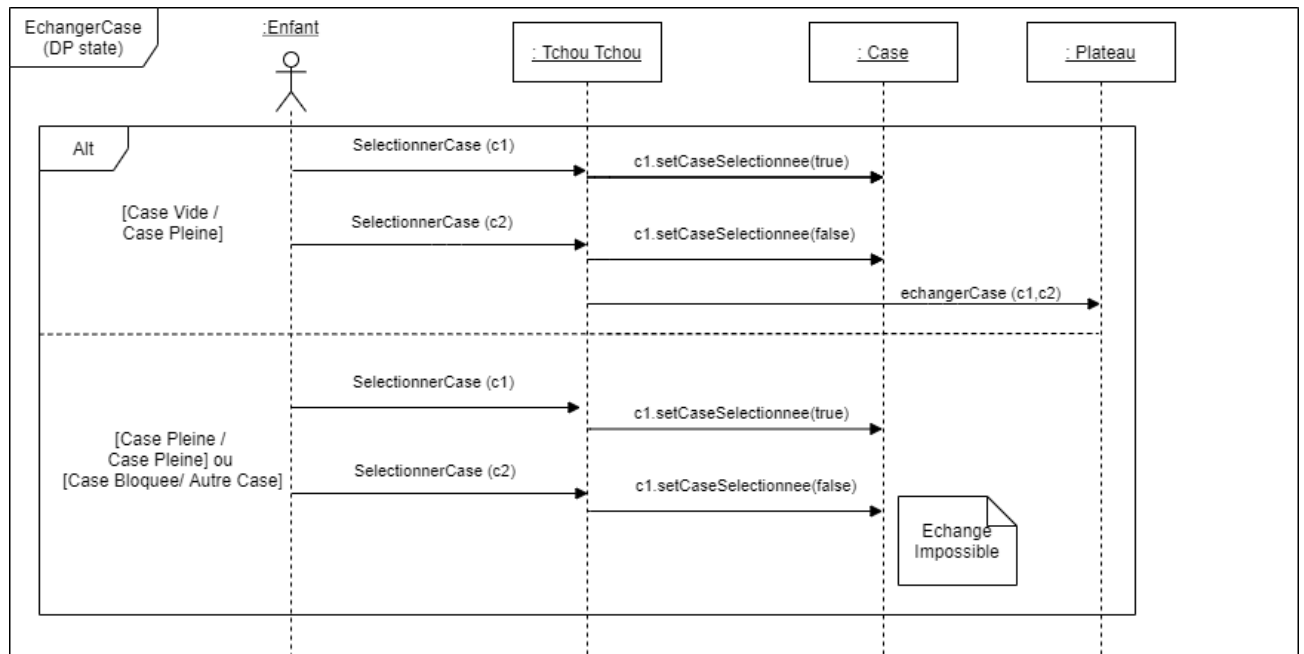 EchangerCase
(DP state)
:Enfant
: Tchou Tchou
: Case
: Plateau
Alt
SelectionnerCase (c1)
c1.setCaseSelectionnee(true)
[Case Vide /
Case Pleine]
SelectionnerCase (c2)
c1.setCaseSelectionnee(false)
echangerCase (c1,c2)
SelectionnerCase (c1)
c1.setCaseSelectionnee(true)
[Case Pleine /
Case Pleine] ou
[Case Bloquee/ Autre Case]
SelectionnerCase (c2)
c1.setCaseSelectionnee(false)
Echange
Impossible